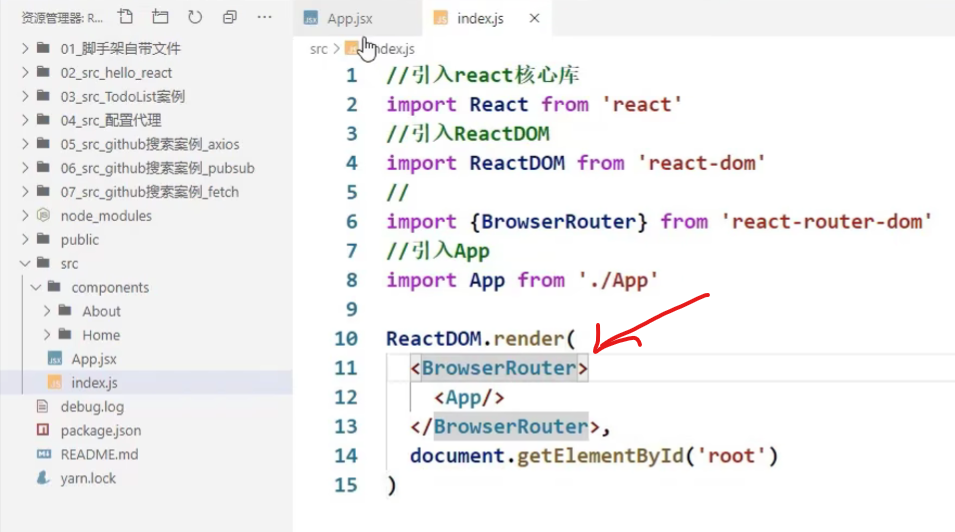 资源管理器: R...
01_脚手架自带文件
02_src_hello_react
03_src_TodoList案例
04_src_配置代理
05_src_github搜索案例_axios
06_src_github搜索案例_pubsub
07_src_github搜索案例_fetch
node_modules
public
src
components
About
Home
App.jsx
index.js
debug.log
package.json
README.md
yarn.lock
App.jsx
index.js
src > index.js
1 //引入react核心库
2 import React from 'react'
3 //引入ReactDOM
4 import ReactDOM from 'react-dom'
5 //
6 import {BrowserRouter} from 'react-router-dom'
7 //引入App
8 import App from './App'
9
10 ReactDOM.render(
11 <BrowserRouter>
12 <App/>
13 </BrowserRouter>,
14 document.getElementById('root')
15 )